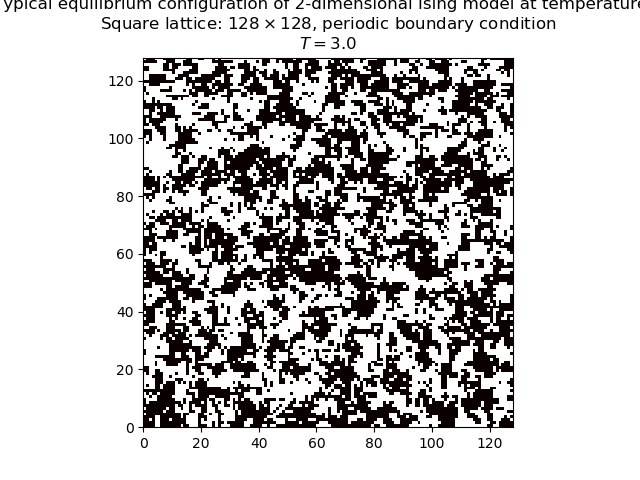 ypical equilibrium configuration of 2-dimensional Ising model at temperature
Square lattice: 128 × 128, periodic boundary condition
T = 3.0
120
100
80
60
40
20
0
0 20 40 60 80 100 120